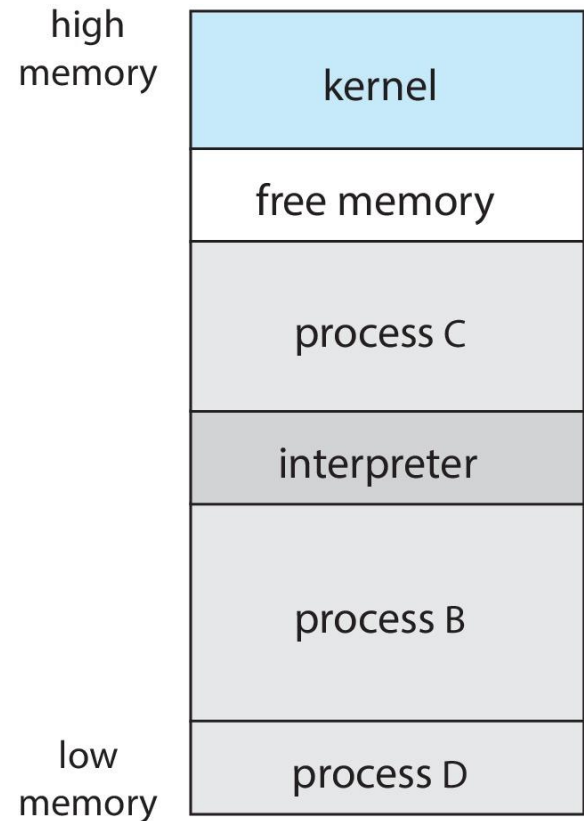 high
memory
kernel
free memory
process C
interpreter
process B
low
memory
process D